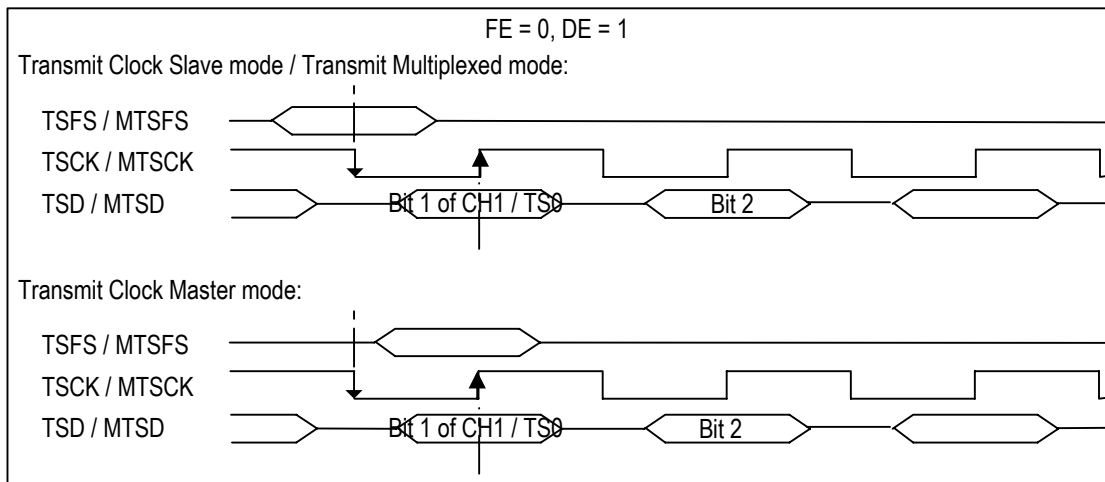 FE = 0, DE = 1
Transmit Clock Slave mode / Transmit Multiplexed mode:
TSFS / MTSFS
TSCK / MTSCK
TSD / MTSD
Bit 1 of CH1 / TS0
Bit 2
Transmit Clock Master mode:
TSFS / MTSFS
TSCK / MTSCK
TSD / MTSD
Bit 1 of CH1 / TS0
Bit 2